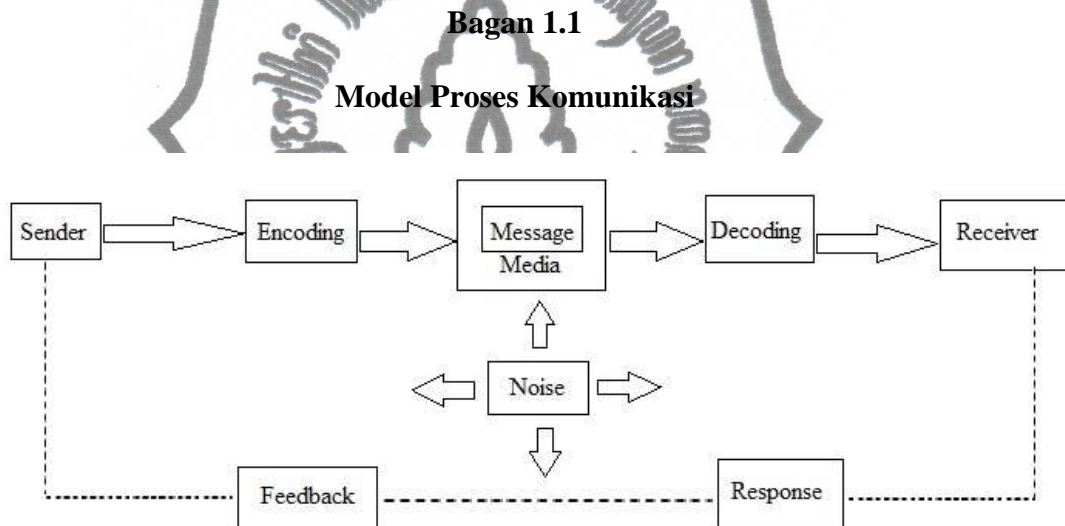 Bagan 1.1
Model Proses Komunikasi
Sender
Encoding
Message
Media
Decoding
Receiver
Noise
Feedback
Response